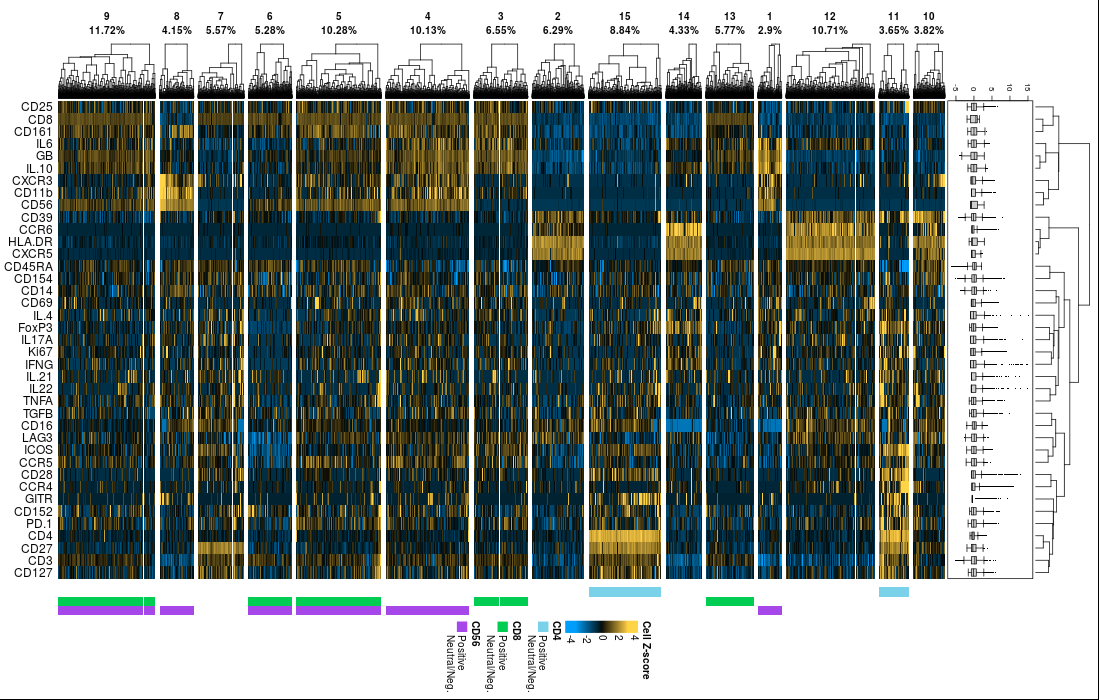 9 8 7 6 5 4 3 2 15 14 13 1 12 11 10
11.72% 4.15% 5.57% 5.28% 10.28% 10.13% 6.55% 6.29% 8.84% 4.33% 5.77% 2.9% 10.71% 3.65% 3.82%
-5 0 5 10 15
CD25
CD8
CD161
IL6
GB
IL.10
CXCR3
CD11b
CD56
CD39
CCR6
HLA.DR
CXCR5
CD45RA
CD154
CD14
CD69
IL.4
FoxP3
IL17A
Ki67
IFNG
IL.21
IL22
TNFA
TGFB
CD16
LAG3
ICOS
CCR5
CD28
CCR4
GITR
CD152
PD.1
CD4
CD27
CD3
CD127
Cell Z-score
4 2 0 -2 -4
CD4
Positive
Neutral/Neg.
CD8
Positive
Neutral/Neg.
CD56
Positive
Neutral/Neg.